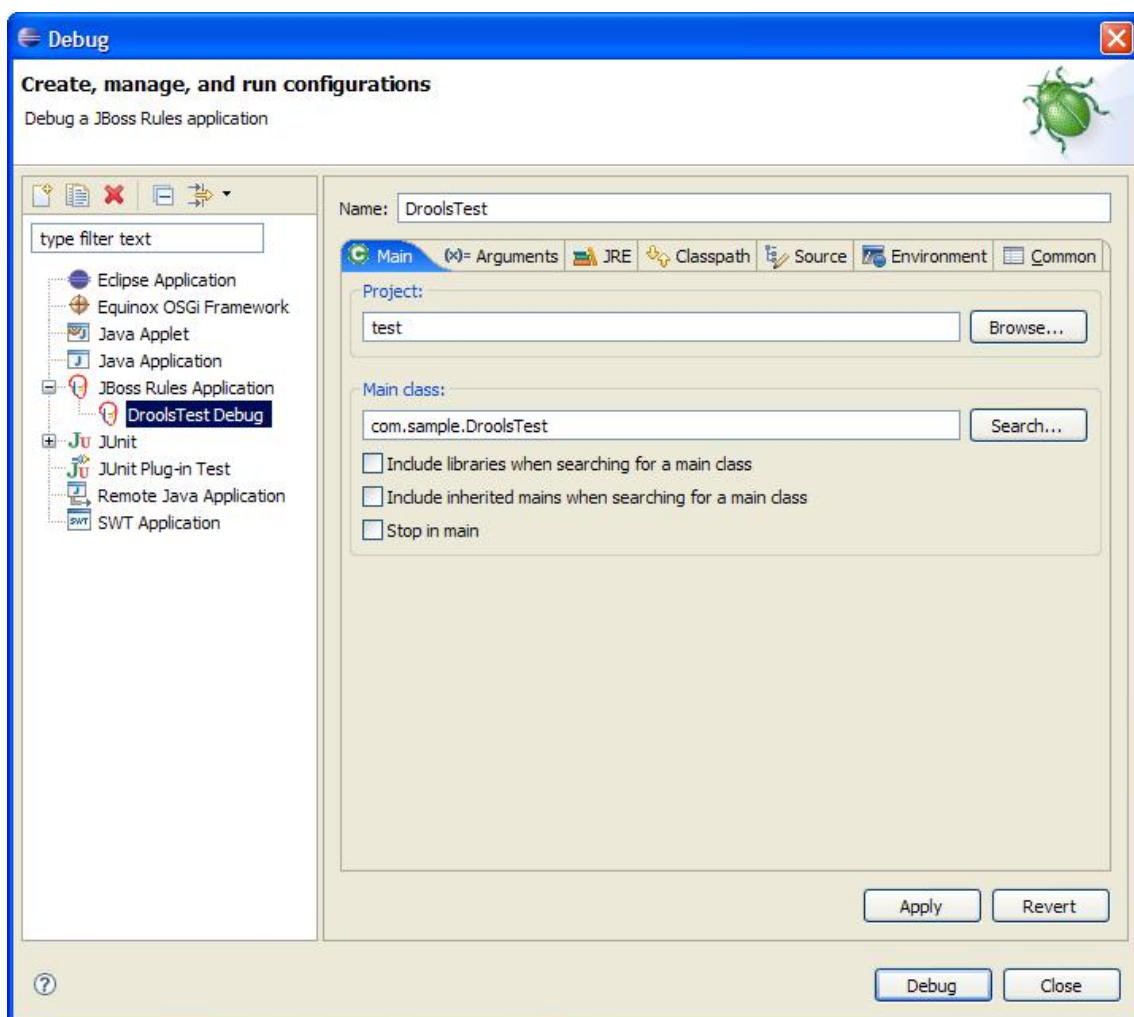 Debug
Create, manage, and run configurations
Debug a JBoss Rules application
type filter text
Eclipse Application
Equinox OSGi Framework
Java Applet
Java Application
JBoss Rules Application
DroolsTest Debug
JUnit
JUnit Plug-in Test
Remote Java Application
SWT Application
Name: DroolsTest
Main (x)= Arguments JRE Classpath Source Environment Common
Project:
test Browse...
Main class:
com.sample.DroolsTest Search...
Include libraries when searching for a main class
Include inherited mains when searching for a main class
Stop in main
Apply Revert
Debug Close